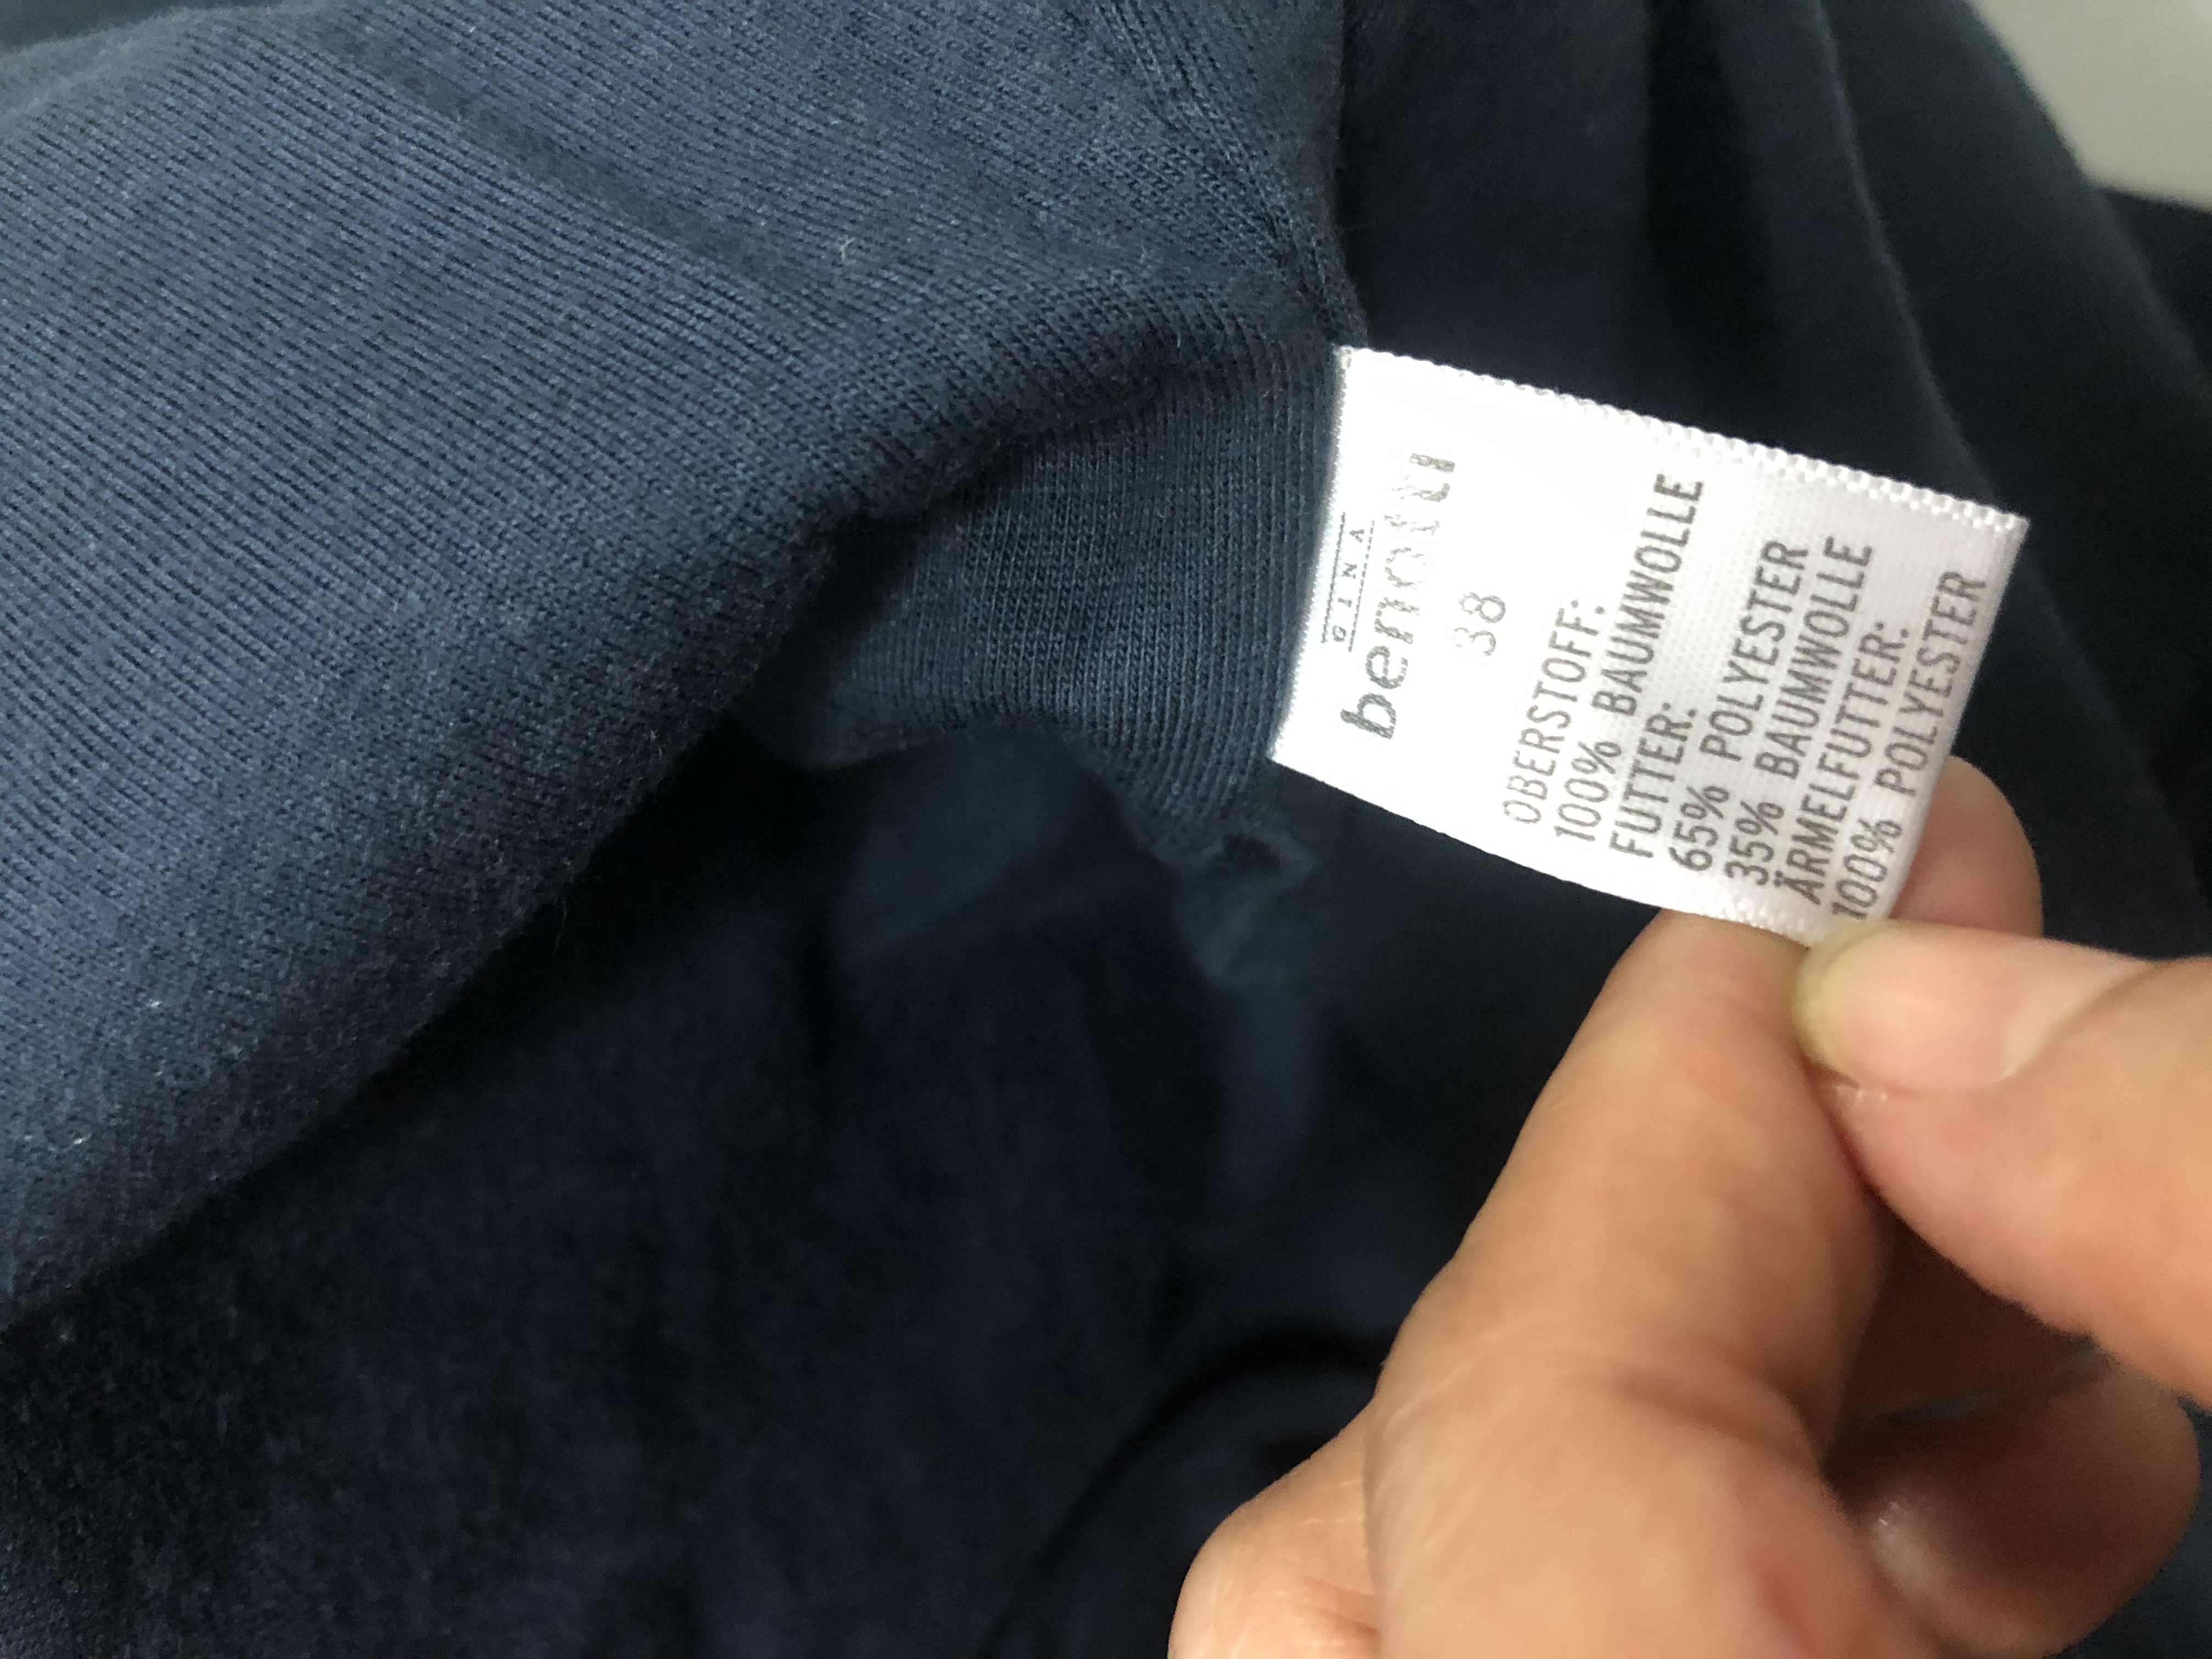 GINA
benotti
38
OBERSTOFF:
100% BAUMWOLLE
FUTTER:
65% POLYESTER
35% BAUMWOLLE
ÄRMELFUTTER:
100% POLYESTER